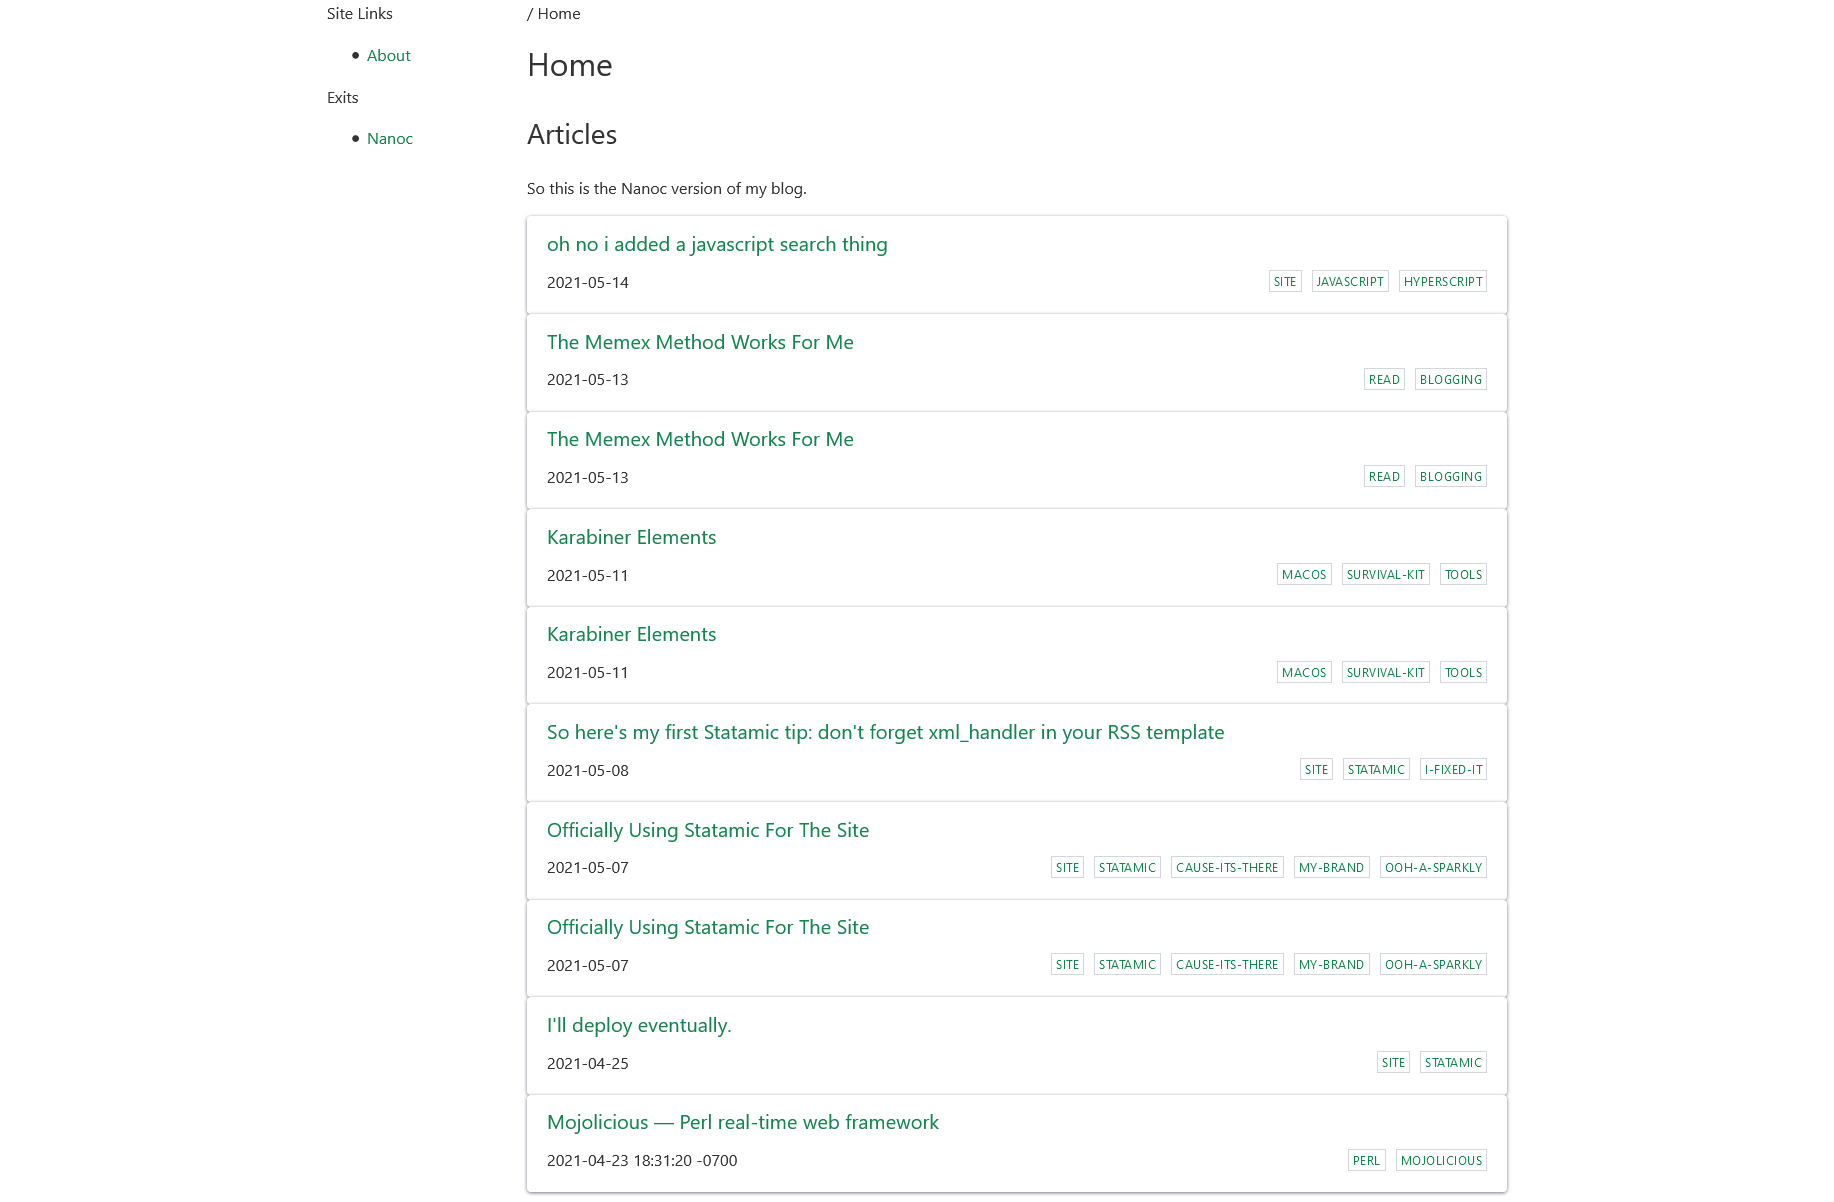 Site Links
About
Exits
Nanoc
/ Home
Home
Articles
So this is the Nanoc version of my blog.
oh no i added a javascript search thing
2021-05-14 SITE JAVASCRIPT HYPERSCRIPT
The Memex Method Works For Me
2021-05-13 READ BLOGGING
The Memex Method Works For Me
2021-05-13 READ BLOGGING
Karabiner Elements
2021-05-11 MACOS SURVIVAL-KIT TOOLS
Karabiner Elements
2021-05-11 MACOS SURVIVAL-KIT TOOLS
So here's my first Statamic tip: don't forget xml_handler in your RSS template
2021-05-08 SITE STATAMIC I-FIXED-IT
Officially Using Statamic For The Site
2021-05-07 SITE STATAMIC CAUSE-ITS-THERE MY-BRAND OOH-A-SPARKLY
Officially Using Statamic For The Site
2021-05-07 SITE STATAMIC CAUSE-ITS-THERE MY-BRAND OOH-A-SPARKLY
I'll deploy eventually.
2021-04-25 SITE STATAMIC
Mojolicious — Perl real-time web framework
2021-04-23 18:31:20 -0700 PERL MOJOLICIOUS